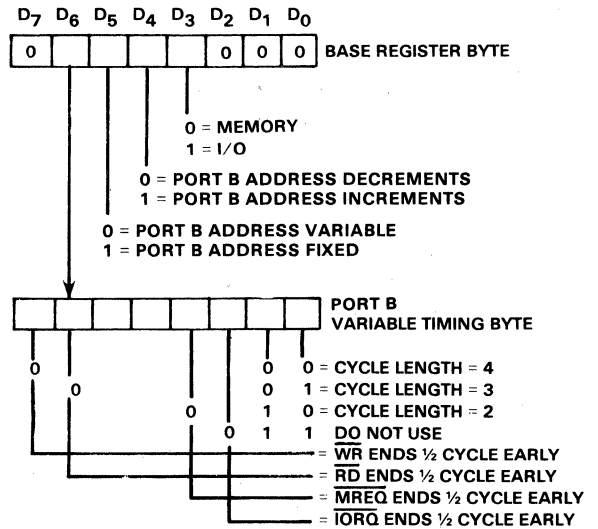 D7 D6 D5 D4 D3 D2 D1 D0
0 0 0 0 BASE REGISTER BYTE
0 = MEMORY
1 = I/O
0 = PORT B ADDRESS DECREMENTS
1 = PORT B ADDRESS INCREMENTS
0 = PORT B ADDRESS VARIABLE
1 = PORT B ADDRESS FIXED
PORT B
VARIABLE TIMING BYTE
0 0 0 = CYCLE LENGTH = 4
0 0 1 = CYCLE LENGTH = 3
0 1 0 = CYCLE LENGTH = 2
0 1 1 DO NOT USE
= WR ENDS ½ CYCLE EARLY
= RD ENDS ½ CYCLE EARLY
= MREQ ENDS ½ CYCLE EARLY
= IORQ ENDS ½ CYCLE EARLY